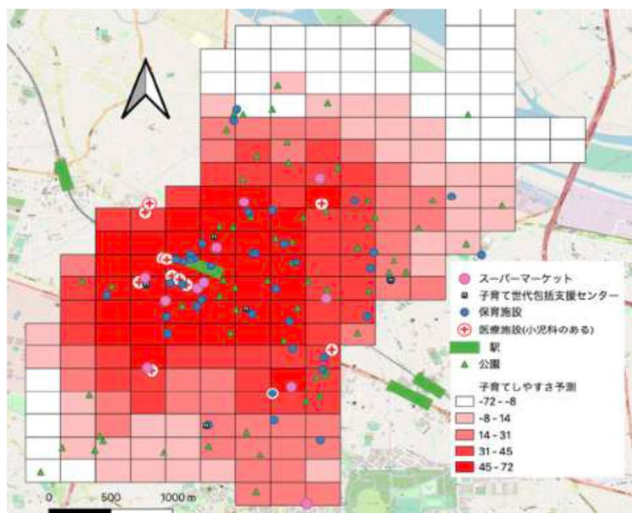 スーパーマーケット
子育て世代包括支援センター
保育施設
医療施設(小児科のある)
駅
公園
子育てしやすさ予測
-72 - -8
-8 - 14
14 - 31
31 - 45
45 - 72
0 500 1000 m